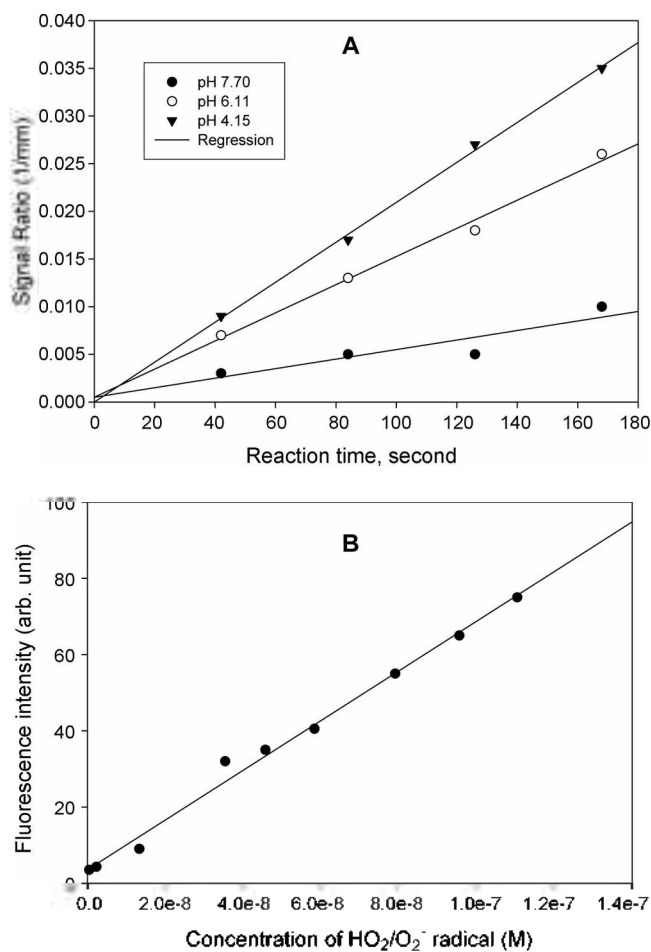 A
0.040
0.035
0.030
0.025
0.020
0.015
0.010
0.005
0.000
Signal Ratio (1/mm)
pH 7.70
pH 6.11
pH 4.15
Regression
0 20 40 60 80 100 120 140 160 180
Reaction time, second
B
100
80
60
40
20
0
Fluorescence intensity (arb. unit)
0.0 2.0e-8 4.0e-8 6.0e-8 8.0e-8 1.0e-7 1.2e-7 1.4e-7
Concentration of HO₂/O₂⁻ radical (M)